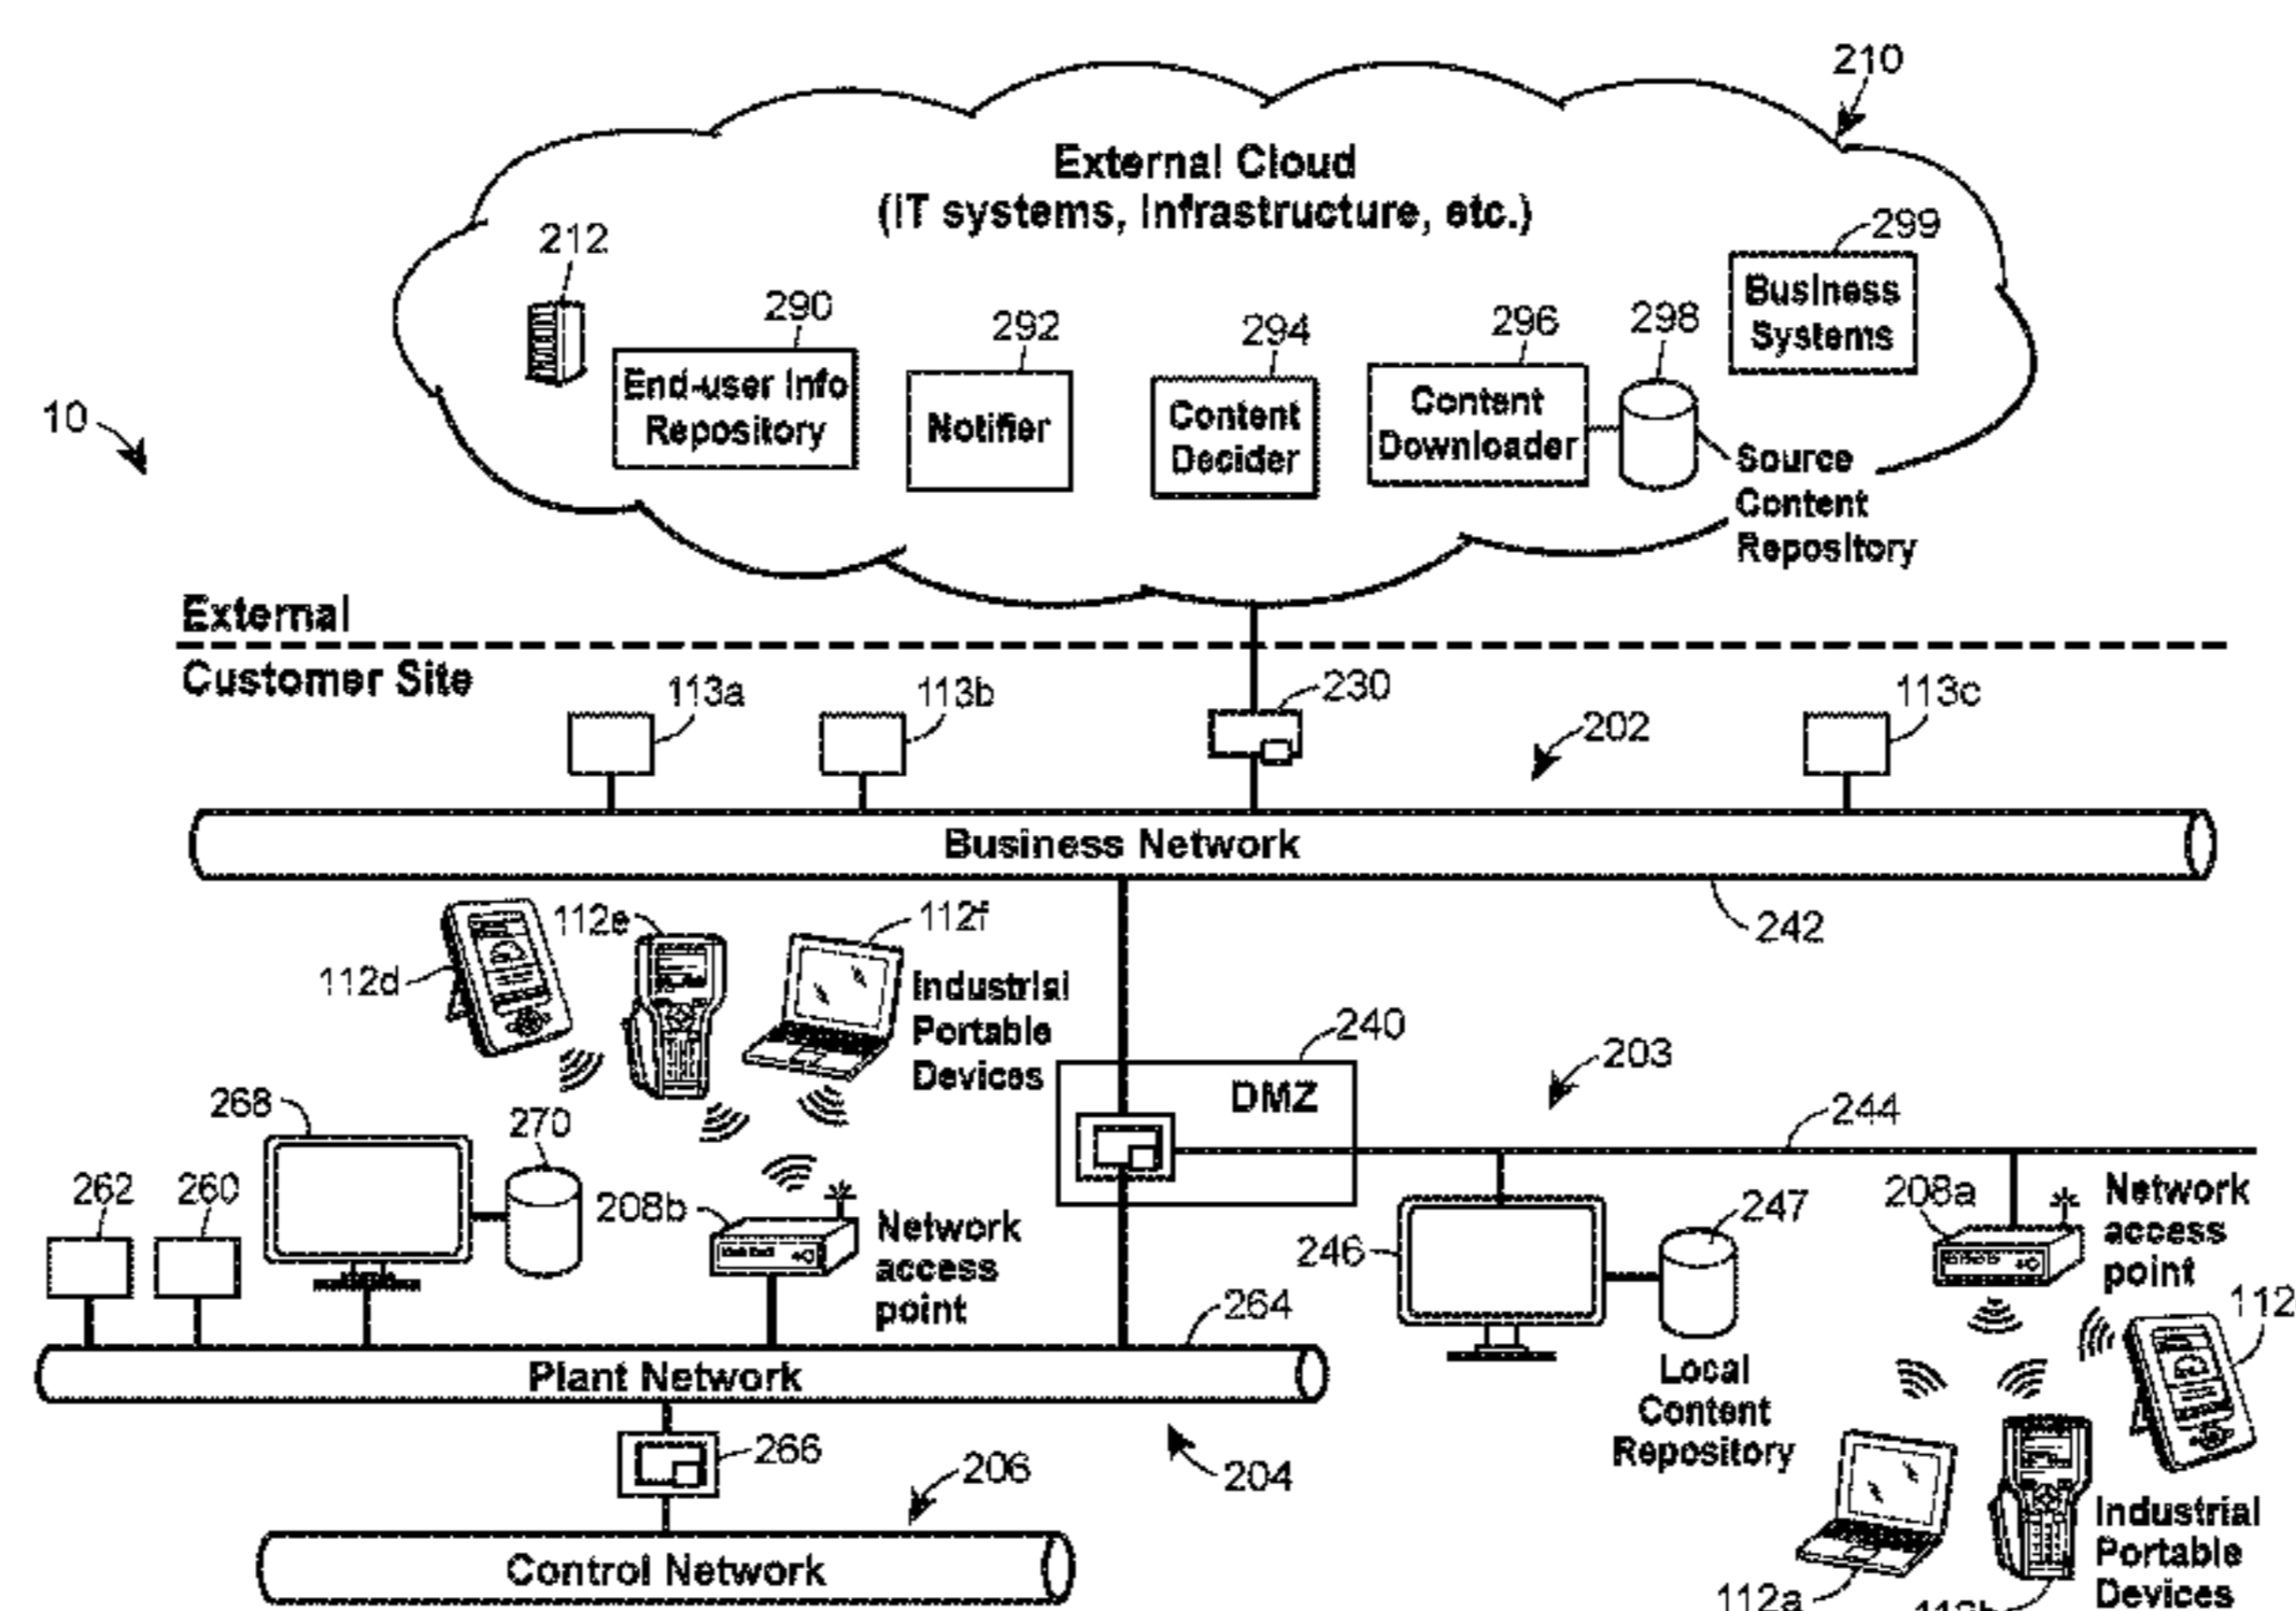 210
External Cloud
(IT systems, Infrastructure, etc.)
299
Business
Systems
212
290
End-user Info
Repository
292
Notifier
294
Content
Decider
296
Content
Downloader
298
Source
Content
Repository
10
External
Customer Site
113a
113b
230
202
113c
Business Network
242
112d
112e
112f
Industrial
Portable
Devices
240
DMZ
203
244
268
270
262
260
208b
Network
access
point
264
246
247
Local
Content
Repository
208a
Network
access
point
112
Plant Network
266
206
204
Control Network
112a
Industrial
Portable
Devices